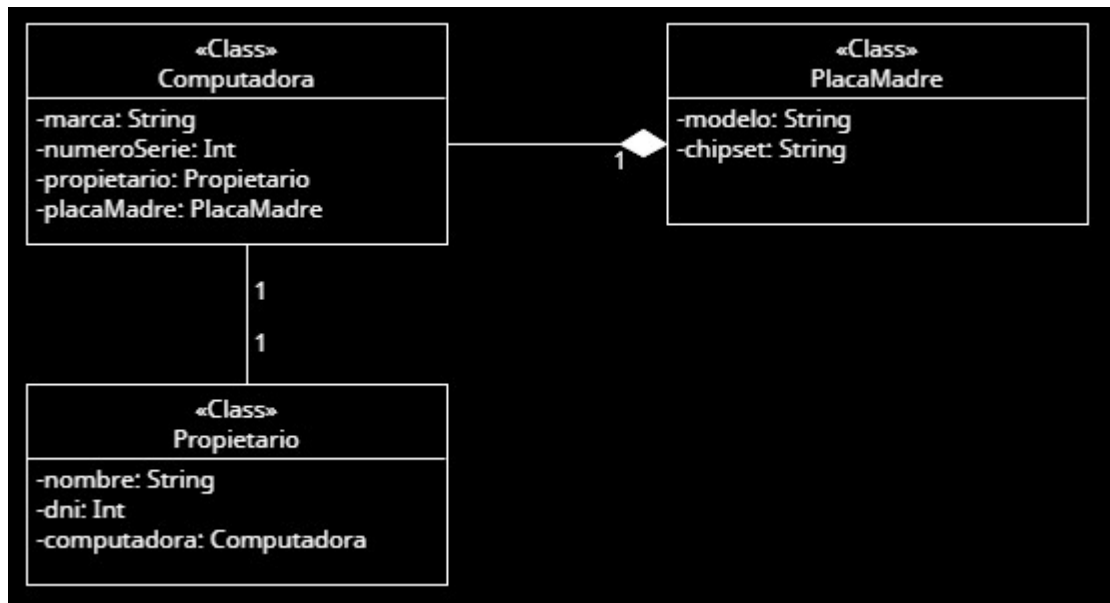 «Class»
Computadora
-marca: String
-numeroSerie: Int
-propietario: Propietario
-placaMadre: PlacaMadre
«Class»
PlacaMadre
-modelo: String
-chipset: String
1
1
1
«Class»
Propietario
-nombre: String
-dni: Int
-computadora: Computadora